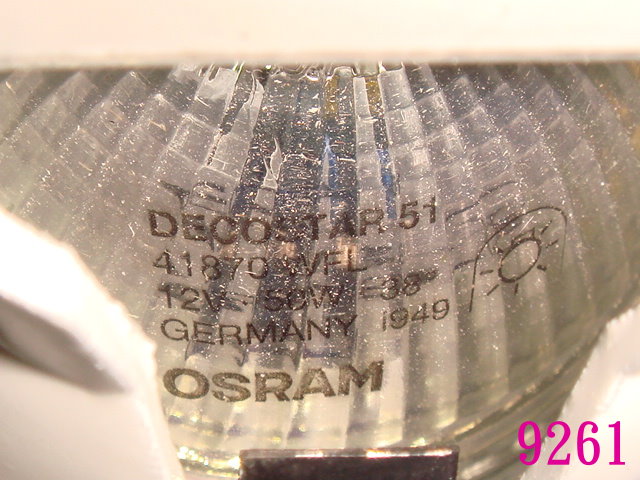 DECOSTAR 51
41870 WFL
12V~ 50W 38°
GERMANY 1949
OSRAM
9261